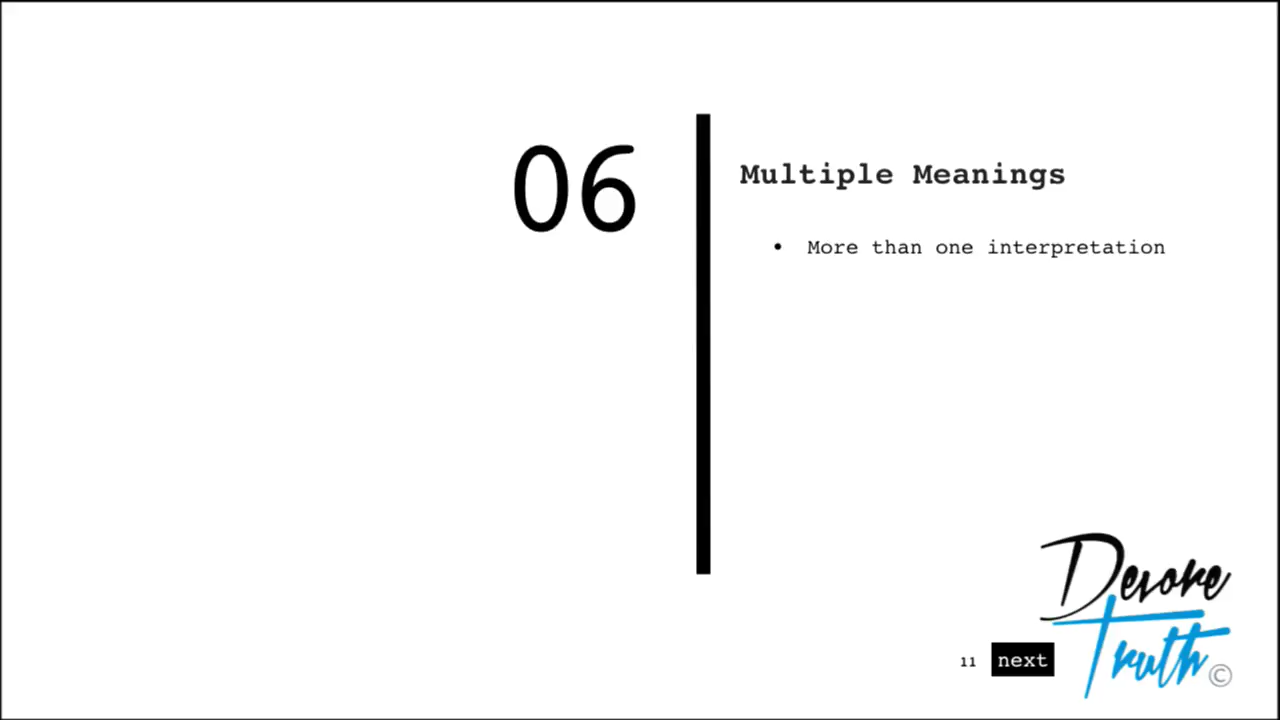 06
Multiple Meanings
• More than one interpretation
Devore
Truth
©
11
next